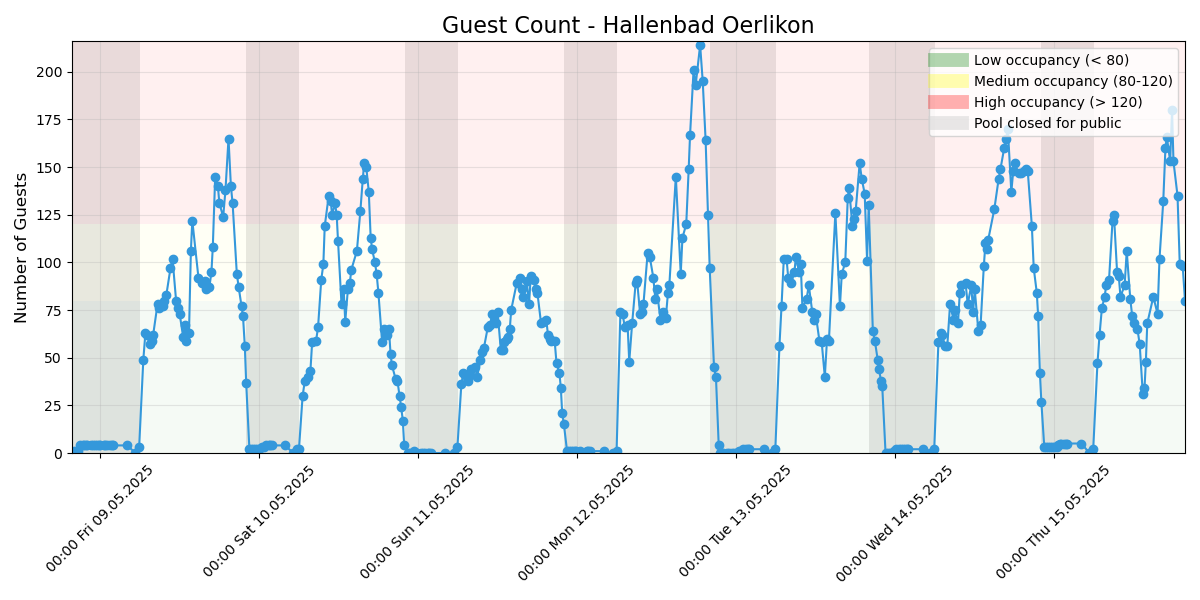 Guest Count - Hallenbad Oerlikon
Number of Guests
200
175
150
125
100
75
50
25
0
Low occupancy (< 80)
Medium occupancy (80-120)
High occupancy (> 120)
Pool closed for public
00:00 Fri 09.05.2025
00:00 Sat 10.05.2025
00:00 Sun 11.05.2025
00:00 Mon 12.05.2025
00:00 Tue 13.05.2025
00:00 Wed 14.05.2025
00:00 Thu 15.05.2025